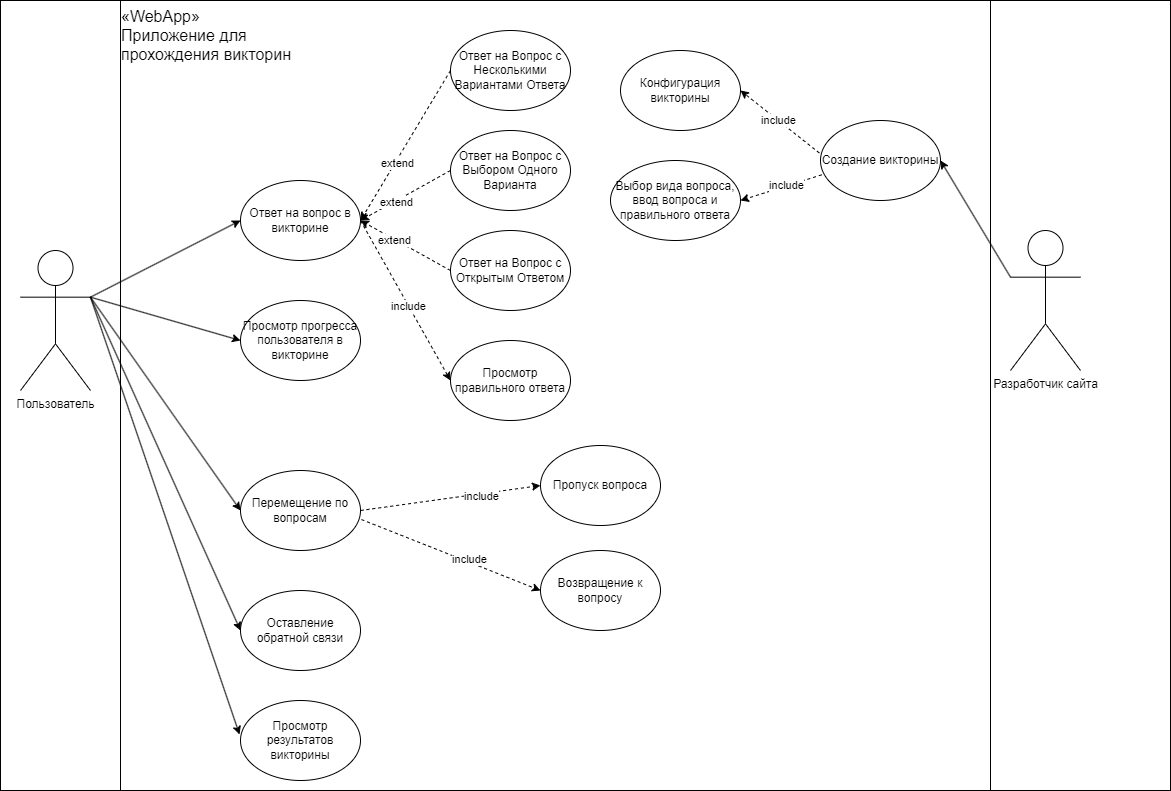 «WebApp»
Приложение для
прохождения викторин
Ответ на Вопрос с
Несколькими
Вариантами Ответа
Конфигурация
викторины
include
Создание викторины
extend
Ответ на Вопрос с
Выбором Одного
Варианта
include
Выбор вида вопроса,
ввод вопроса и
правильного ответа
extend
Ответ на вопрос в
викторине
extend
Ответ на Вопрос с
Открытым Ответом
include
Просмотр прогресса
пользователя в
викторине
Просмотр
правильного ответа
Пользователь
Разработчик сайта
Перемещение по
вопросам
include
Пропуск вопроса
include
Возвращение к
вопросу
Оставление
обратной связи
Просмотр
результатов
викторины